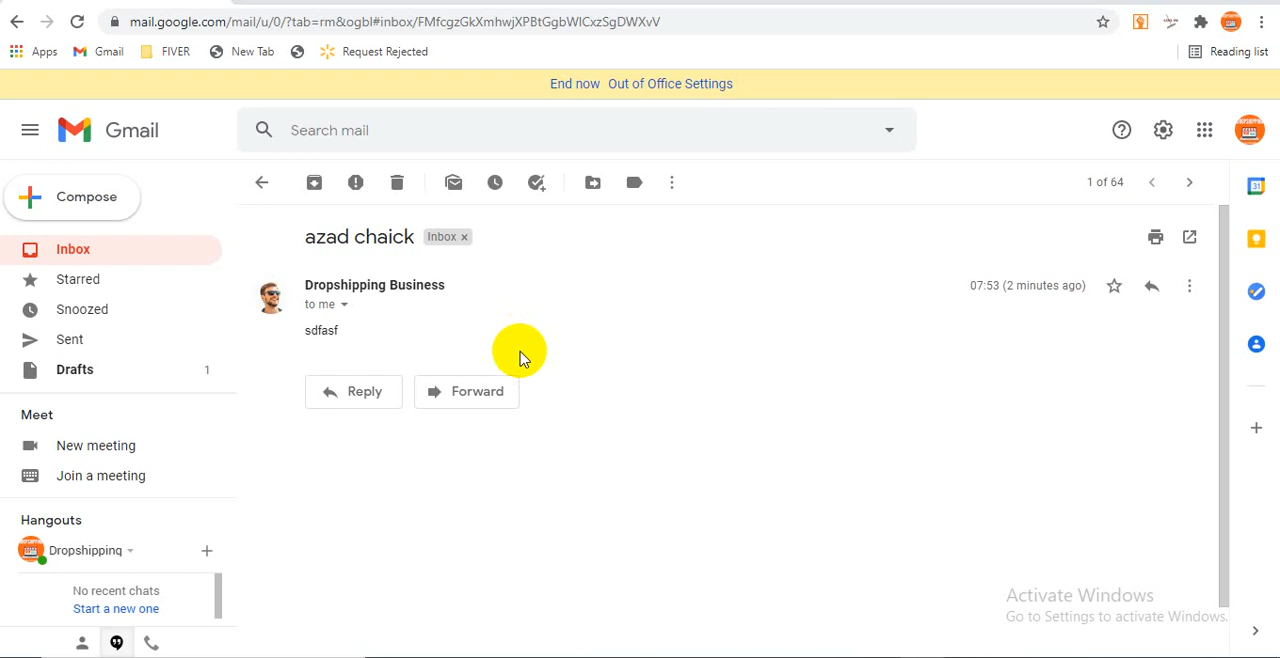 mail.google.com/mail/u/0/?tab=rm&ogbl#inbox/FMfcgzGkXmhwjXPBtGgbWlCxzSgDWXvV
Apps Gmail FIVER New Tab Request Rejected Reading list
End now Out of Office Settings
Gmail
Search mail
1 of 64
Compose
azad chaick Inbox x
Inbox
Dropshipping Business 07:53 (2 minutes ago)
to me
sdfasf
Starred
Snoozed
Sent
Drafts 1
Reply Forward
Meet
New meeting
Join a meeting
Hangouts
Dropshipping
No recent chats
Start a new one
31
Activate Windows
Go to Settings to activate Windows.